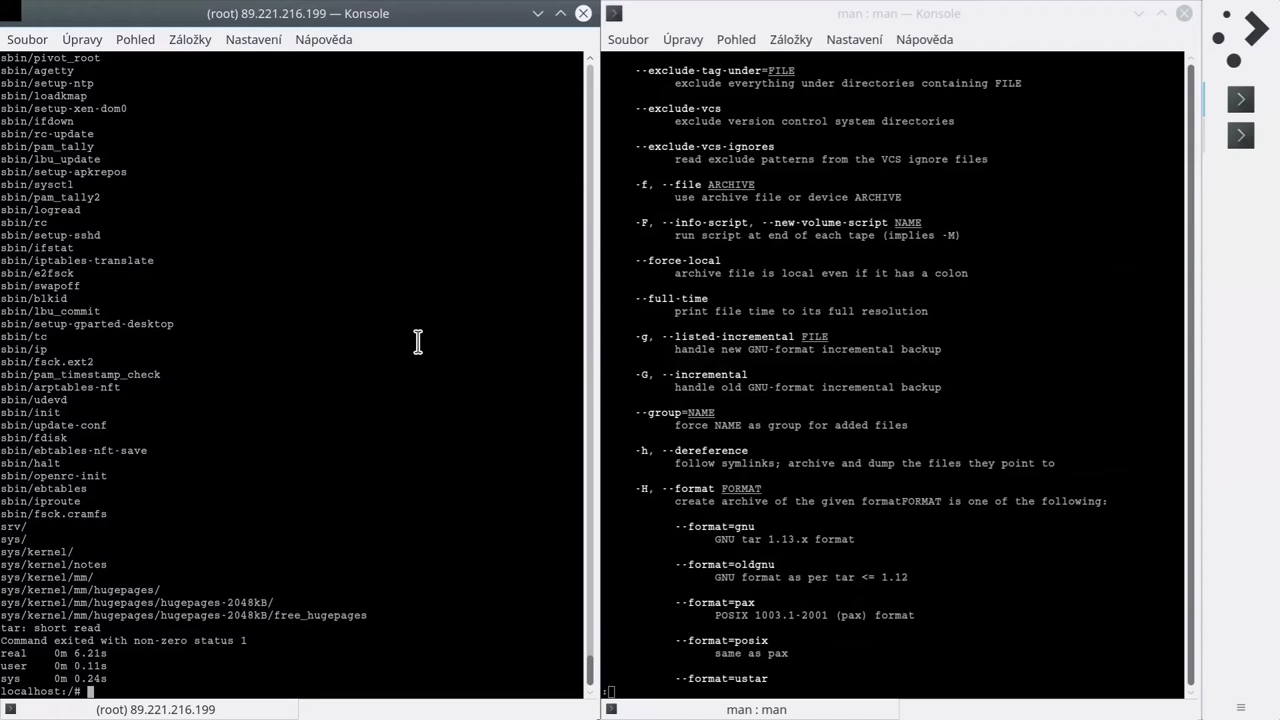 (root) 89.221.216.199 — Konsole
Soubor Úpravy Pohled Záložky Nastavení Nápověda
sbin/pivot_root
sbin/agetty
sbin/setup-ntp
sbin/loadkmap
sbin/setup-xen-dom0
sbin/ifdown
sbin/rc-update
sbin/pam_tally
sbin/lbu_update
sbin/setup-apkrepos
sbin/sysctl
sbin/pam_tally2
sbin/logread
sbin/rc
sbin/setup-sshd
sbin/ifstat
sbin/iptables-translate
sbin/e2fsck
sbin/swapoff
sbin/blkid
sbin/lbu_commit
sbin/setup-gparted-desktop
sbin/tc
sbin/ip
sbin/fsck.ext2
sbin/pam_timestamp_check
sbin/arptables-nft
sbin/udevd
sbin/init
sbin/update-conf
sbin/fdisk
sbin/ebtables-nft-save
sbin/halt
sbin/openrc-init
sbin/ebtables
sbin/iproute
sbin/fsck.cramfs
srv/
sys/
sys/kernel/
sys/kernel/notes
sys/kernel/mm/
sys/kernel/mm/hugepages/
sys/kernel/mm/hugepages/hugepages-2048kB/
sys/kernel/mm/hugepages/hugepages-2048kB/free_hugepages
tar: short read
Command exited with non-zero status 1
real 0m 6.21s
user 0m 0.11s
sys 0m 0.24s
localhost:/#
(root) 89.221.216.199
man : man — Konsole
Soubor Úpravy Pohled Záložky Nastavení Nápověda
--exclude-tag-under=FILE
exclude everything under directories containing FILE
--exclude-vcs
exclude version control system directories
--exclude-vcs-ignores
read exclude patterns from the VCS ignore files
-f, --file ARCHIVE
use archive file or device ARCHIVE
-F, --info-script, --new-volume-script NAME
run script at end of each tape (implies -M)
--force-local
archive file is local even if it has a colon
--full-time
print file time to its full resolution
-g, --listed-incremental FILE
handle new GNU-format incremental backup
-G, --incremental
handle old GNU-format incremental backup
--group=NAME
force NAME as group for added files
-h, --dereference
follow symlinks; archive and dump the files they point to
-H, --format FORMAT
create archive of the given formatFORMAT is one of the following:
--format=gnu
GNU tar 1.13.x format
--format=oldgnu
GNU format as per tar <= 1.12
--format=pax
POSIX 1003.1-2001 (pax) format
--format=posix
same as pax
--format=ustar
:
man : man